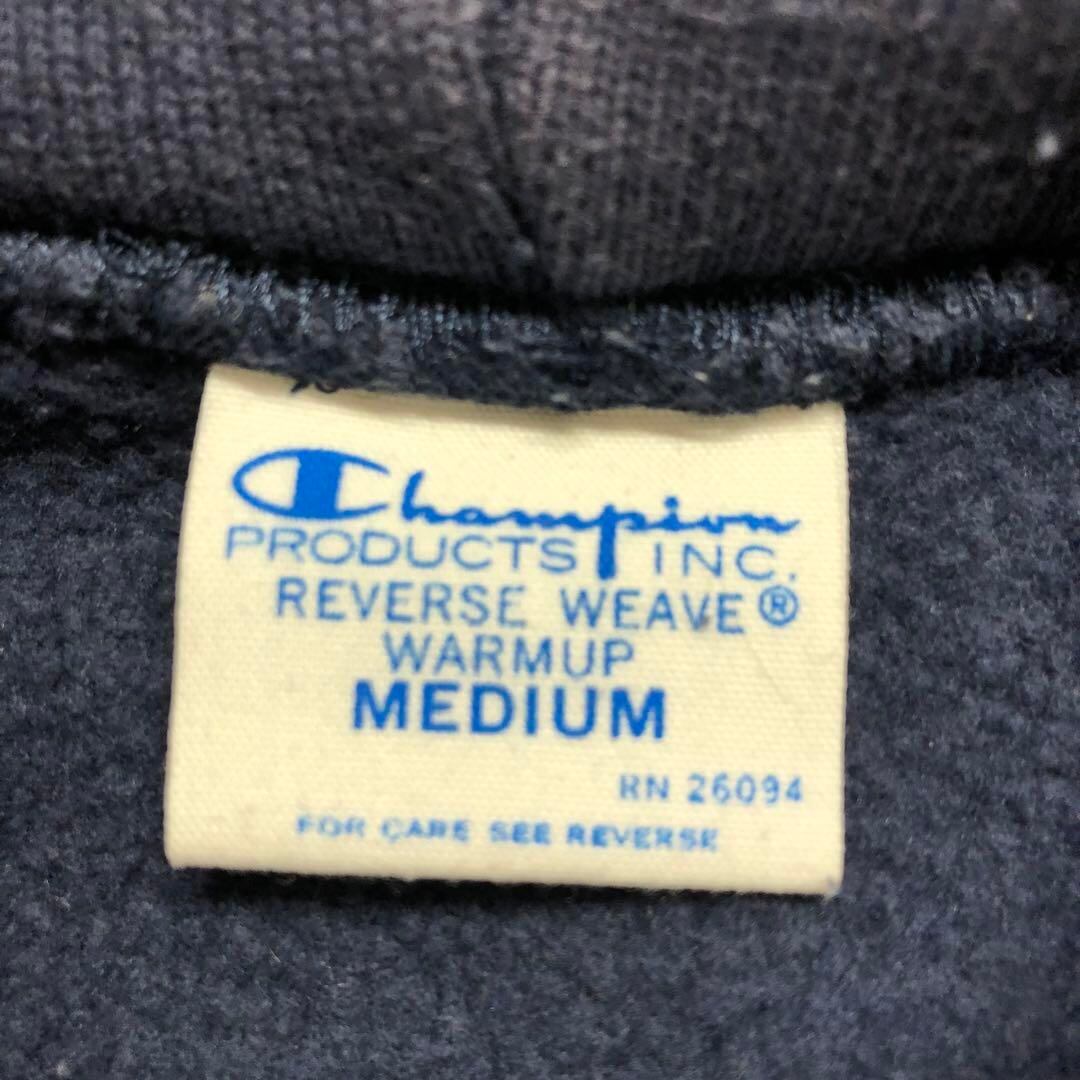 Champion
PRODUCTS INC.
REVERSE WEAVE®
WARMUP
MEDIUM
RN 26094
FOR CARE SEE REVERSE